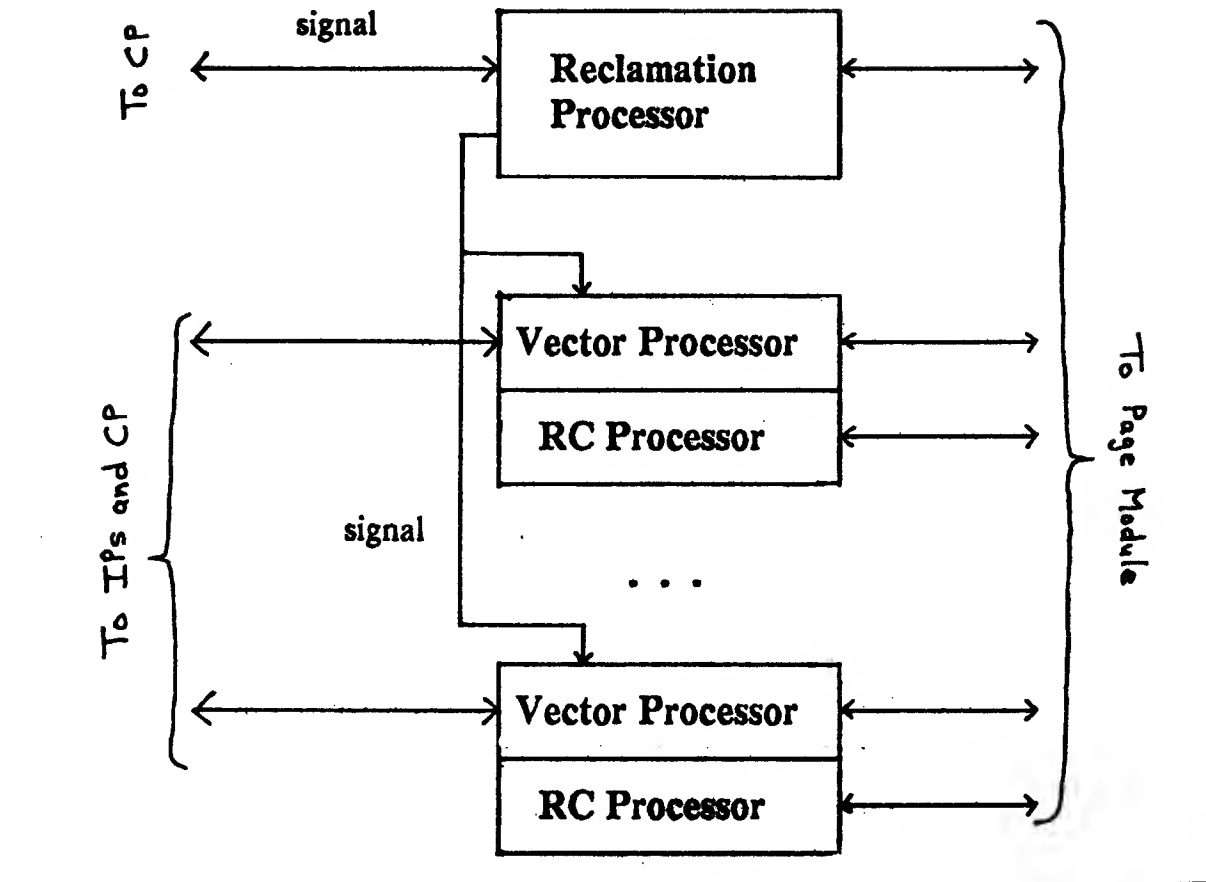 signal
To CP
Reclamation
Processor
Vector Processor
RC Processor
To IPs and CP
signal
. . .
To Page Module
Vector Processor
RC Processor